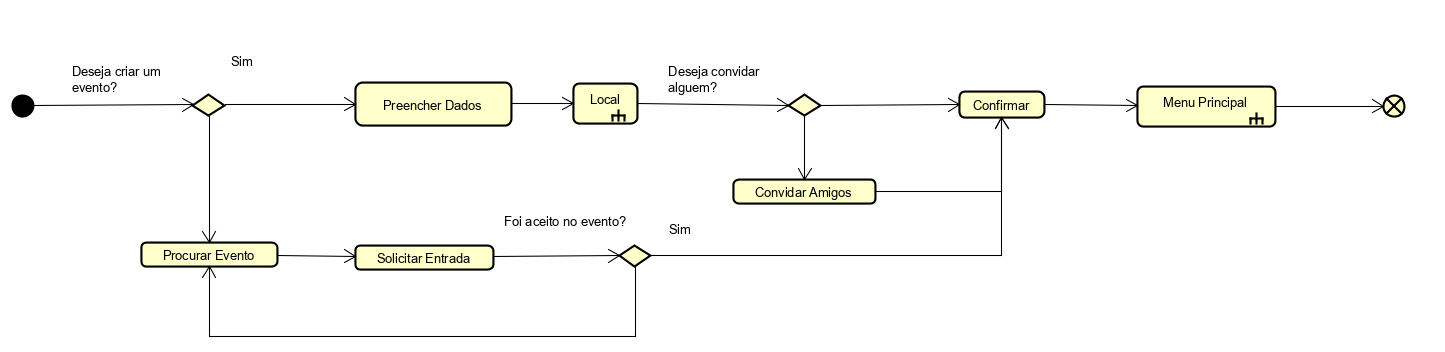 Sim
Deseja criar um
evento?
Deseja convidar
alguem?
Preencher Dados
Local
Confirmar
Menu Principal
Convidar Amigos
Foi aceito no evento?
Sim
Procurar Evento
Solicitar Entrada